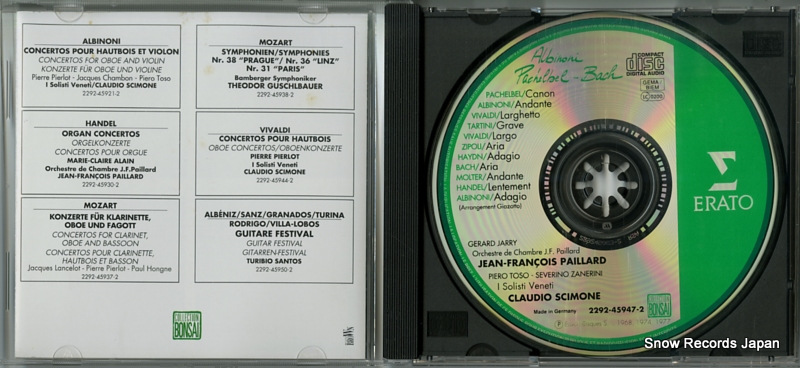 ALBINONI
CONCERTOS POUR HAUTBOIS ET VIOLON
CONCERTOS FOR OBOE AND VIOLIN
KONZERTE FÜR OBOE UND VIOLINE
Pierre Pierlot - Jacques Chambon - Piero Toso
I Solisti Veneti/CLAUDIO SCIMONE
2292-45921-2
HANDEL
ORGAN CONCERTOS
ORGELKONZERTE
CONCERTOS POUR ORGUE
MARIE-CLAIRE ALAIN
Orchestre de Chambre J.F.Paillard
JEAN-FRANÇOIS PAILLARD
2292-45930-2
MOZART
KONZERTE FÜR KLARINETTE,
OBOE UND FAGOTT
CONCERTOS FOR CLARINET,
OBOE AND BASSOON
CONCERTOS POUR CLARINETTE,
HAUTBOIS ET BASSON
Jacques Lancelot - Pierre Pierlot - Paul Hongne
2292-45937-2
MOZART
SYMPHONIEN/SYMPHONIES
Nr. 38 "PRAGUE"/ Nr. 36 "LINZ"
Nr. 31 "PARIS"
Bamberger Symphoniker
THEODOR GUSCHLBAUER
2292-45938-2
VIVALDI
CONCERTOS POUR HAUTBOIS
OBOE CONCERTOS/OBOENKONZERTE
PIERRE PIERLOT
I Solisti Veneti
CLAUDIO SCIMONE
2292-45944-2
ALBÉNIZ/SANZ/GRANADOS/TURINA
RODRIGO/VILLA-LOBOS
GUITARE FESTIVAL
GUITAR FESTIVAL
GITARREN-FESTIVAL
TURIBIO SANTOS
2292-45950-2
COLLECTION
BONSAI
Albinoni
Pachelbel - Bach
COMPACT
disc
DIGITAL AUDIO
GEMA
BIEM
LC 0200
PACHELBEL/Canon
ALBINONI/Andante
VIVALDI/Larghetto
TARTINI/Grave
VIVALDI/Largo
ZIPOLI/Aria
HAYDN/Adagio
BACH/Aria
MOLTER/Andante
HANDEL/Lentement
ALBINONI/Adagio
(Arrangement Giazotto)
ERATO
GERARD JARRY
Orchestre de Chambre J.F. Paillard
JEAN-FRANÇOIS PAILLARD
PIERO TOSO - SEVERINO ZANERINI
I Solisti Veneti
CLAUDIO SCIMONE
Made in Germany
2292-45947-2
COLLECTION
BONSAI
Snow Records Japan